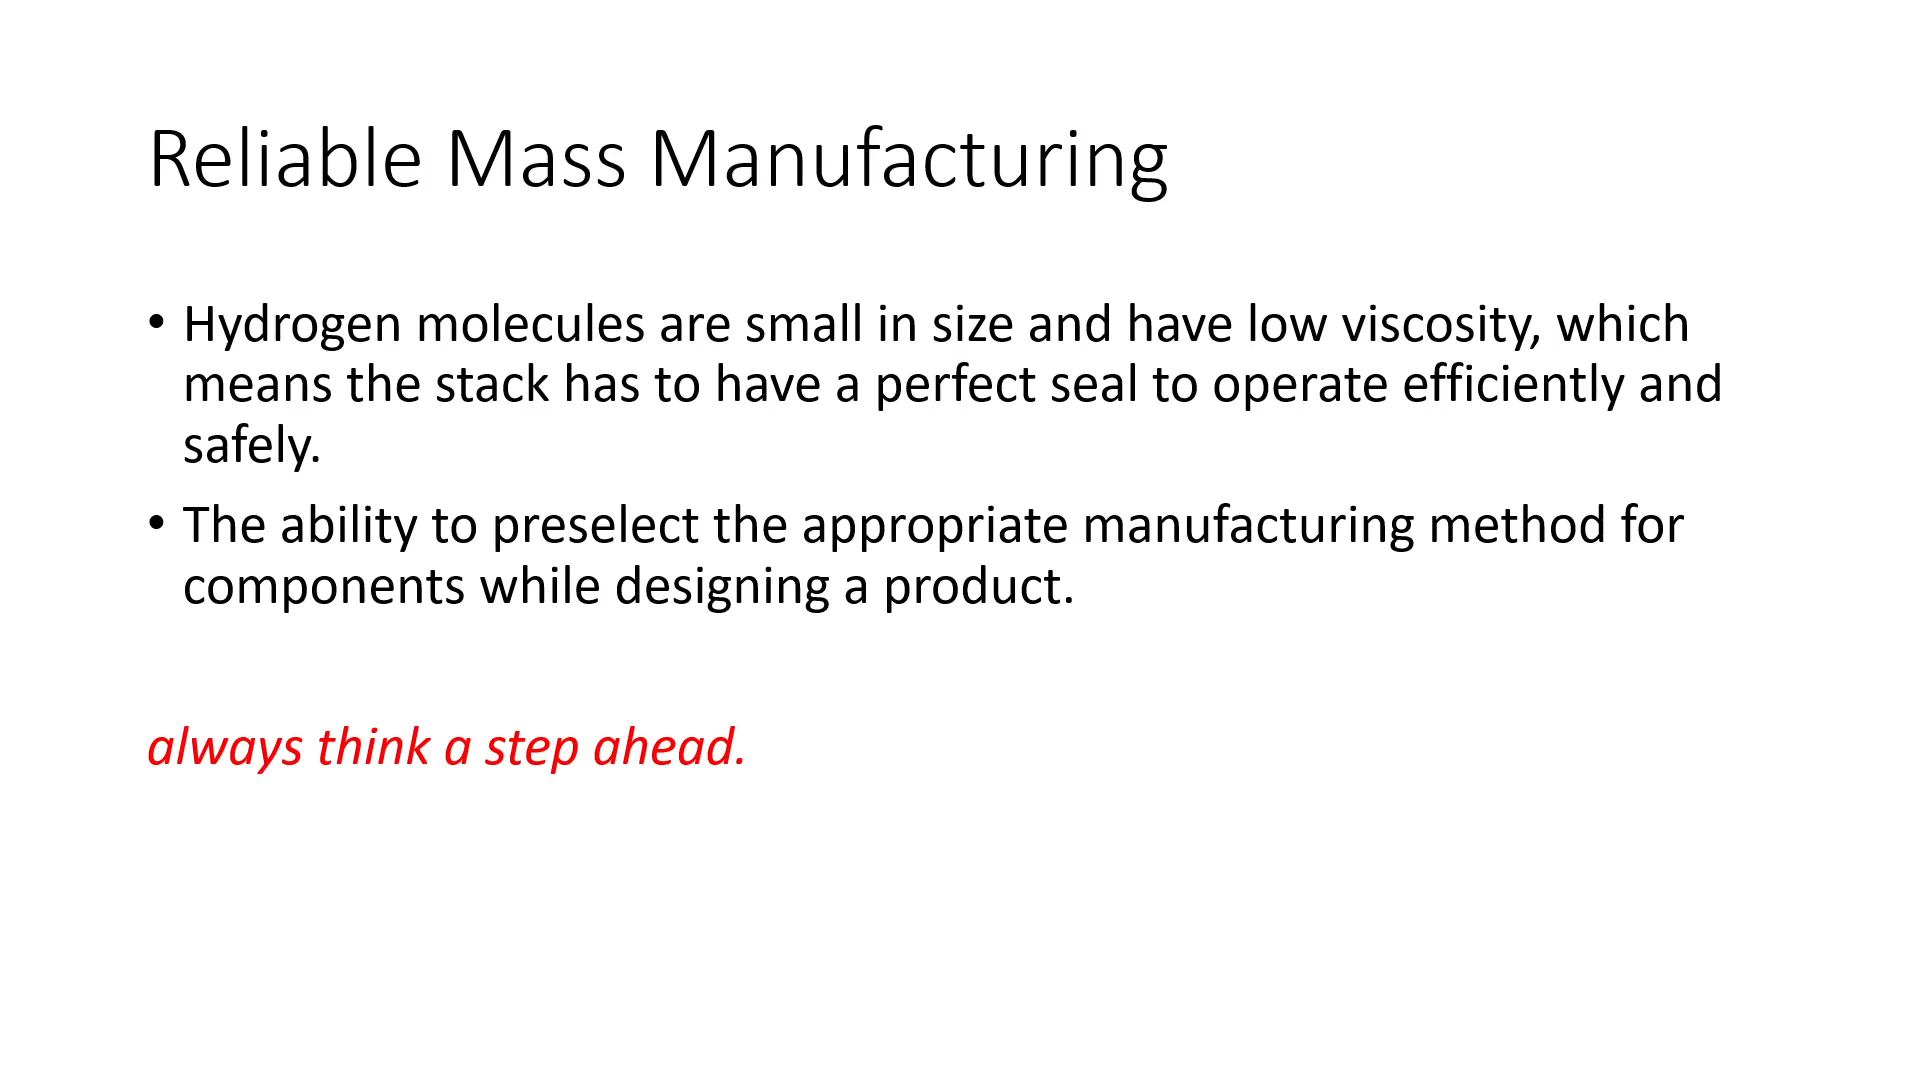 Reliable Mass Manufacturing
• Hydrogen molecules are small in size and have low viscosity, which
means the stack has to have a perfect seal to operate efficiently and
safely.
• The ability to preselect the appropriate manufacturing method for
components while designing a product.
always think a step ahead.